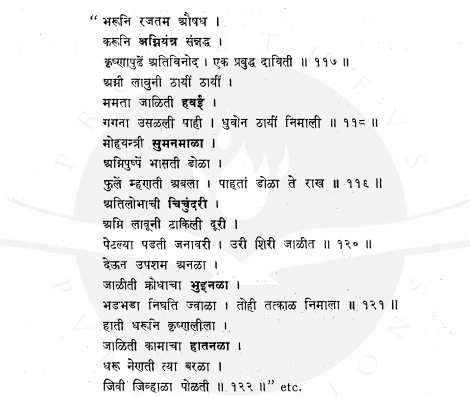 “ भरूनि रजतम औषध ।
करूनि अग्नियंत्र संन्नद्ध ।
कृष्णापुढें अतिविनोद । एक प्रबुद्ध दाविती ॥ ११७ ॥
अग्नी लावुनी ठायीं ठायीं ।
ममता जाळिती हवई ।
गगना उसळली पाही । धुवोन ठायीं निमाली ॥ ११८ ॥
मोहयन्त्री सुमनमाळा ।
अग्निपुष्पें भासती डोळा ।
फुलें म्हणती अबला । पाहतां डोळा ते राख ॥ ११९ ॥
अतिलोभाची चिचुंदरी ।
अग्नि लावूनी टाकिली दूरी ।
पेटल्या पडती जनावरी । उरी शिरी जाळीत ॥ १२० ॥
देऊन उपशम अनळा ।
जाळीती क्रोधाचा भुइनळा ।
भडभडा निघति ज्वाळा । तोही तत्काळ निमाला ॥ १२१ ॥
हाती धरूनि कृष्णलीला ।
जाळिती कामाचा हातनळा ।
धरू नेणती त्या बरळा ।
जिवी जिव्हाळा पोळती ॥ १२२ ॥” etc.